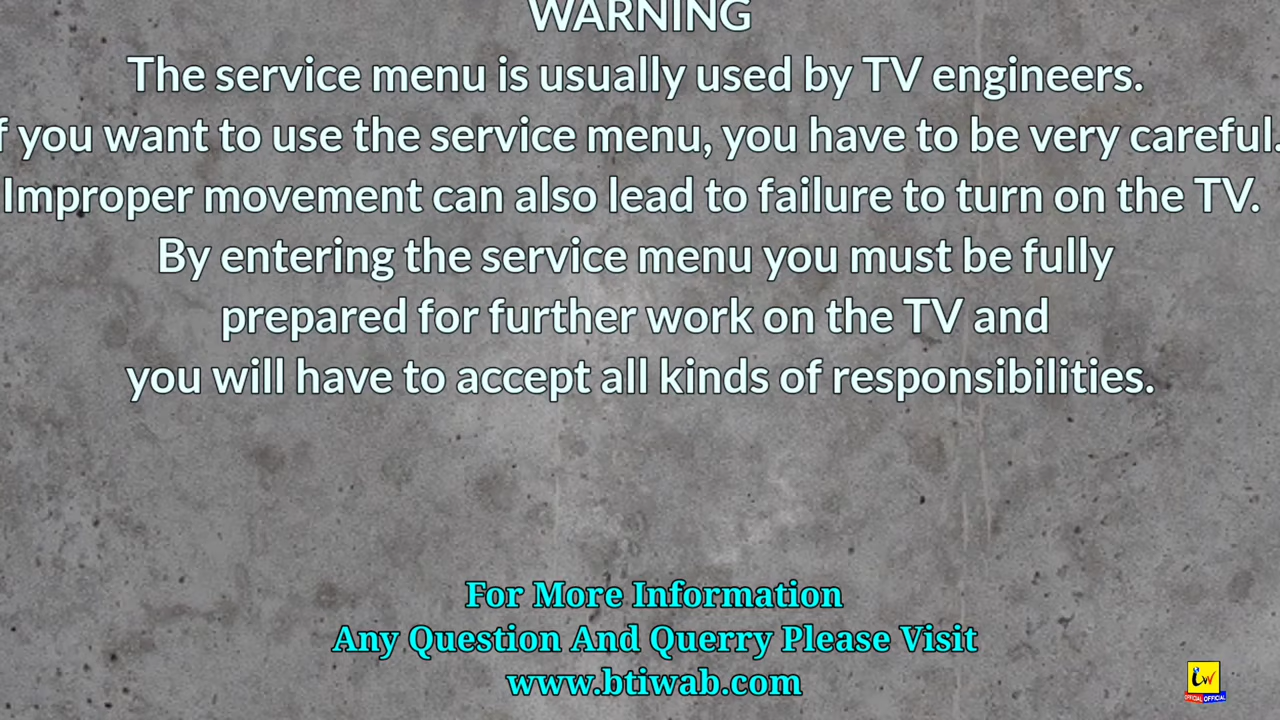 WARNING
The service menu is usually used by TV engineers.
f you want to use the service menu, you have to be very careful.
Improper movement can also lead to failure to turn on the TV.
By entering the service menu you must be fully
prepared for further work on the TV and
you will have to accept all kinds of responsibilities.
For More Information
Any Question And Querry Please Visit
www.btiwab.com
iw
OFFICIAL OFFICIAL